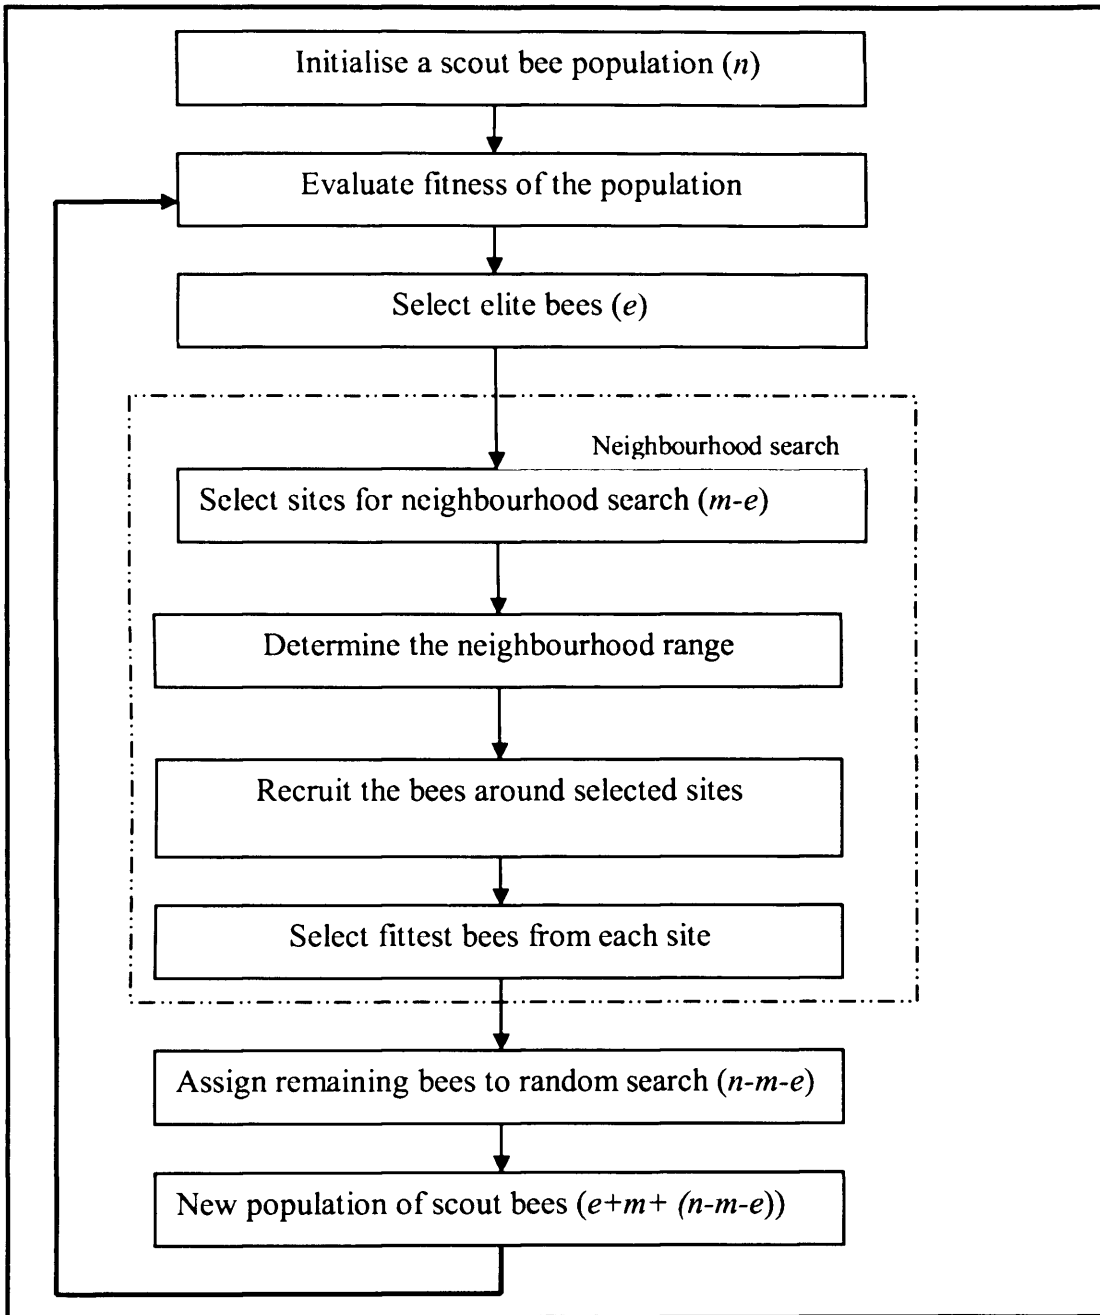 Initialise a scout bee population (n)
Evaluate fitness of the population
Select elite bees (e)
Neighbourhood search
Select sites for neighbourhood search (m-e)
Determine the neighbourhood range
Recruit the bees around selected sites
Select fittest bees from each site
Assign remaining bees to random search (n-m-e)
New population of scout bees (e+m+ (n-m-e))